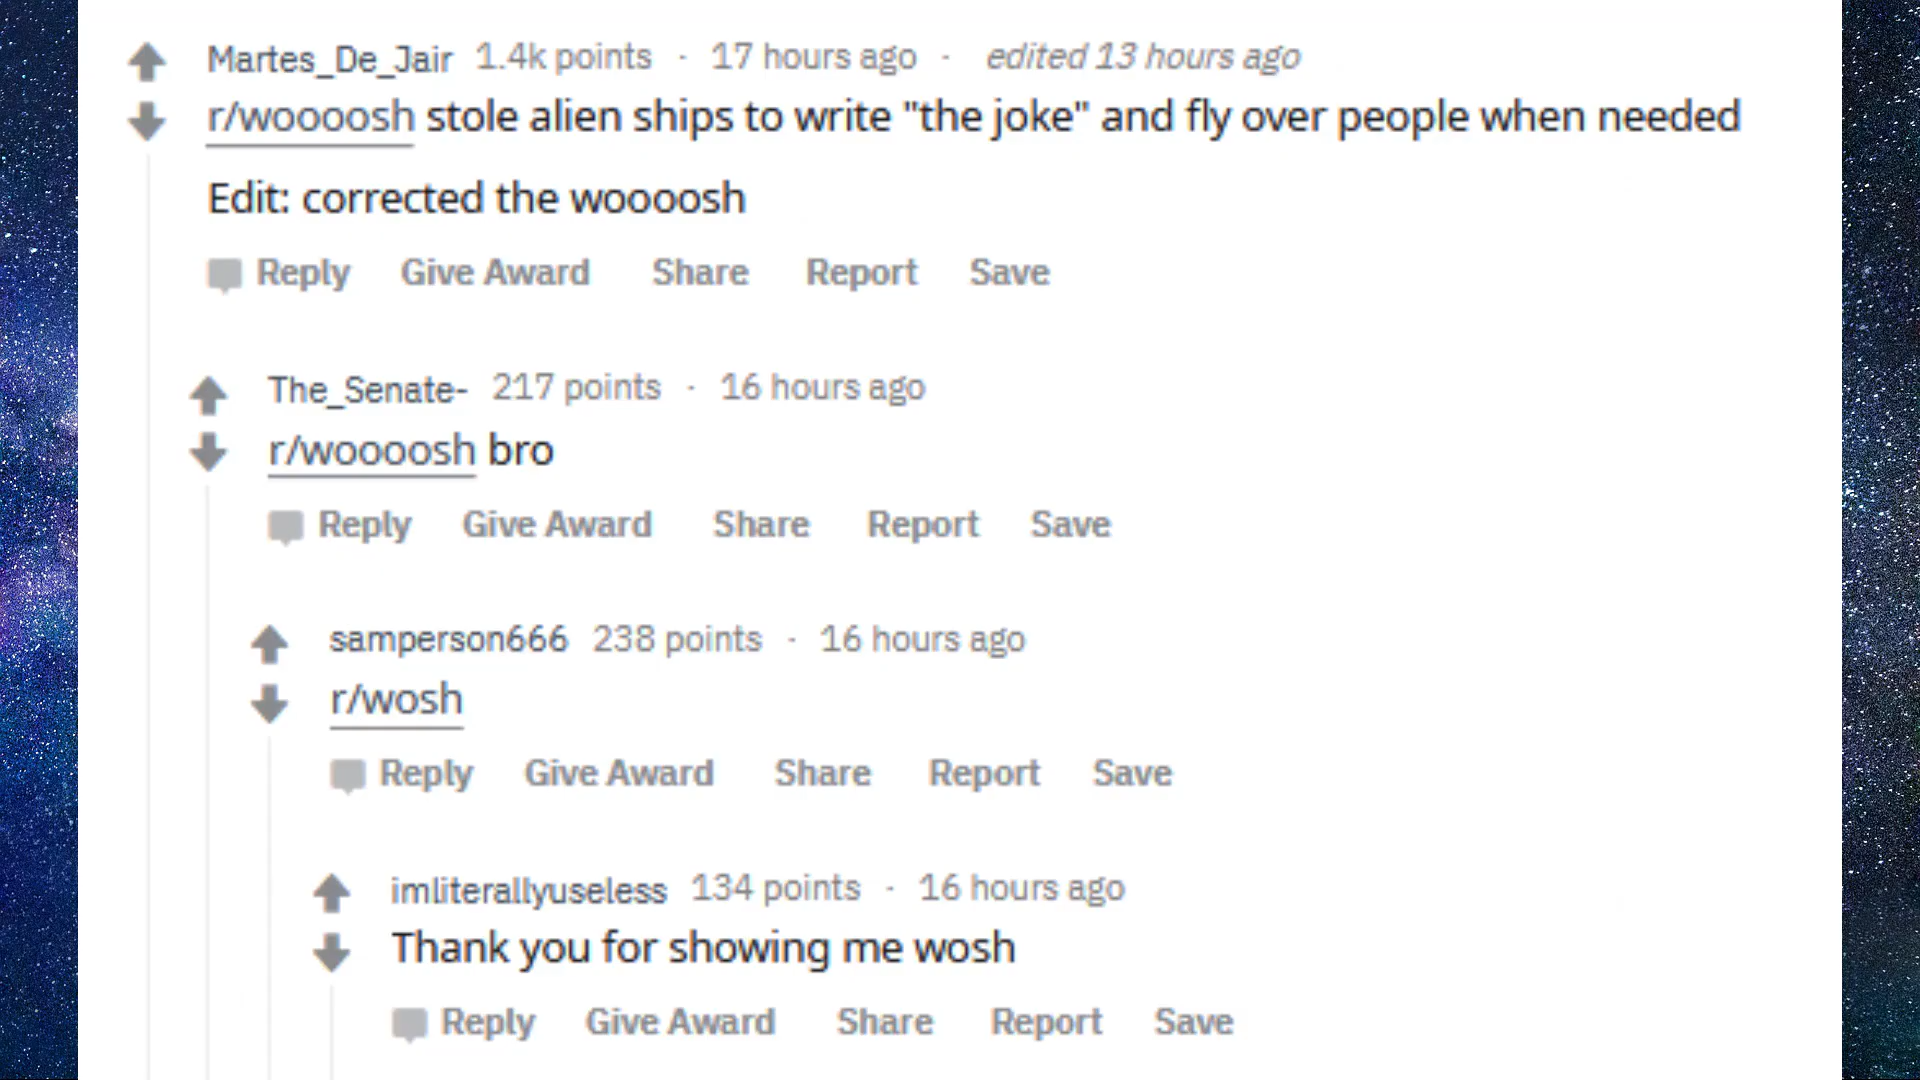 Martes_De_Jair 1.4k points · 17 hours ago · edited 13 hours ago
r/woooosh stole alien ships to write "the joke" and fly over people when needed
Edit: corrected the woooosh
Reply Give Award Share Report Save
The_Senate- 217 points · 16 hours ago
r/woooosh bro
Reply Give Award Share Report Save
samperson666 238 points · 16 hours ago
r/wosh
Reply Give Award Share Report Save
imliterallyuseless 134 points · 16 hours ago
Thank you for showing me wosh
Reply Give Award Share Report Save